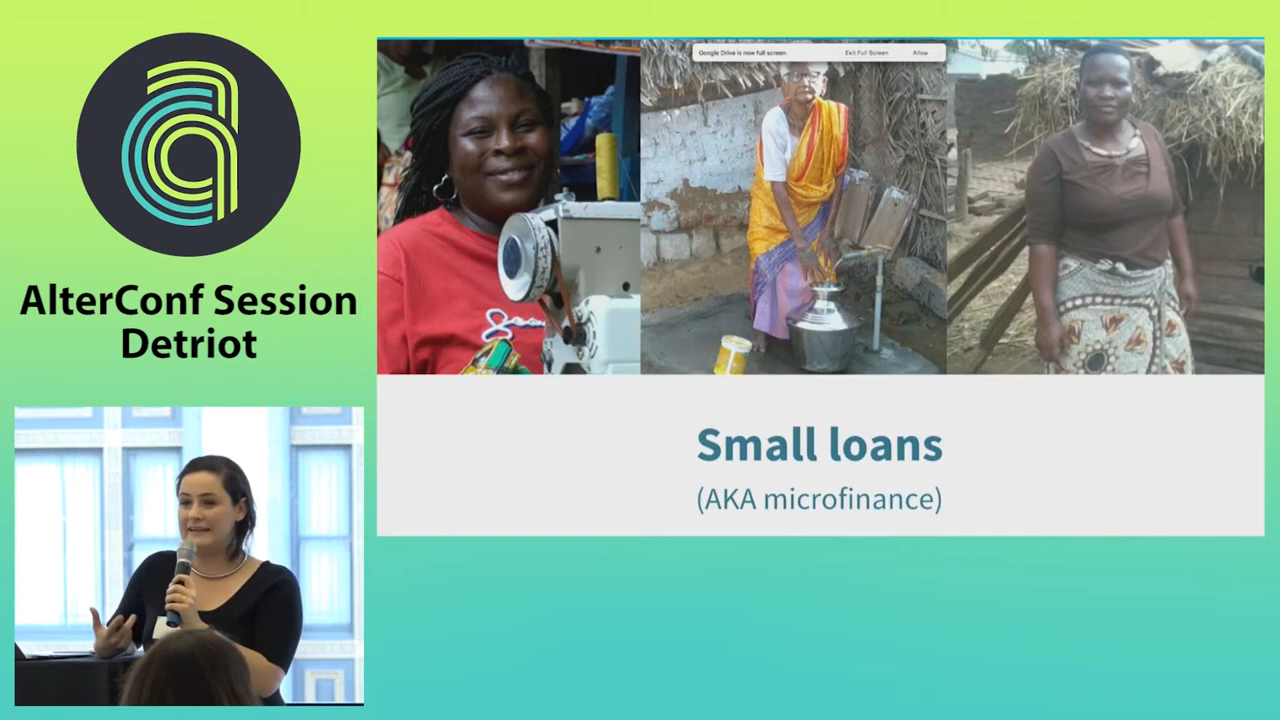 AlterConf Session
Detriot
Google Drive is now full screen.
Exit Full Screen
Allow
Small loans
(AKA microfinance)